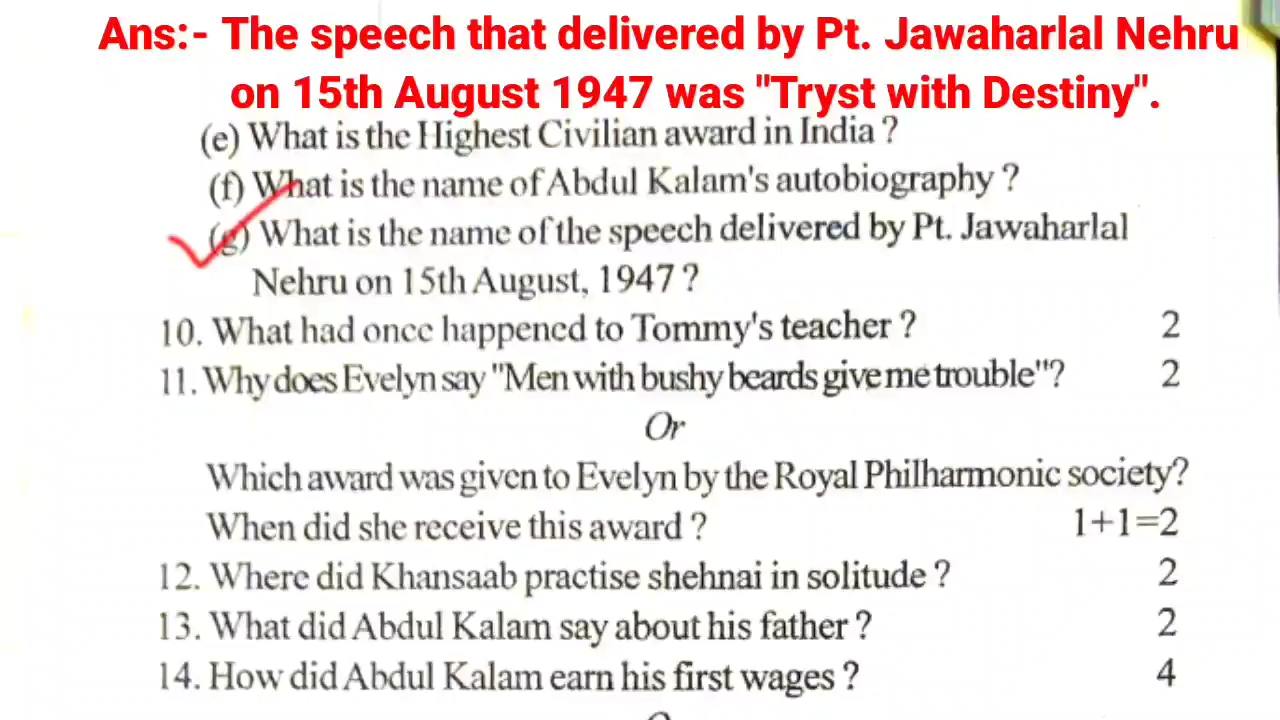 Ans:- The speech that delivered by Pt. Jawaharlal Nehru
on 15th August 1947 was "Tryst with Destiny".
(e) What is the Highest Civilian award in India ?
(f) What is the name of Abdul Kalam's autobiography ?
(g) What is the name of the speech delivered by Pt. Jawaharlal
Nehru on 15th August, 1947 ?
10. What had once happened to Tommy's teacher ? 2
11. Why does Evelyn say "Men with bushy beards give me trouble"? 2
Or
Which award was given to Evelyn by the Royal Philharmonic society?
When did she receive this award ? 1+1=2
12. Where did Khansaab practise shehnai in solitude ? 2
13. What did Abdul Kalam say about his father ? 2
14. How did Abdul Kalam earn his first wages ? 4